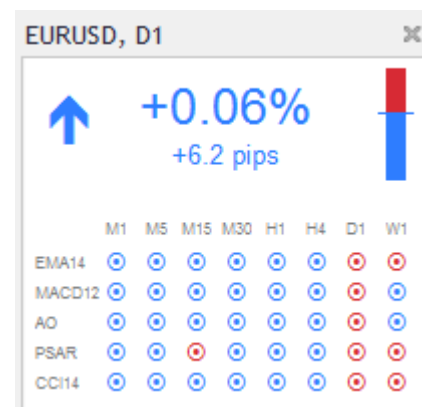 EURUSD, D1
+0.06%
+6.2 pips
M1 M5 M15 M30 H1 H4 D1 W1
EMA14
MACD12
AO
PSAR
CCI14